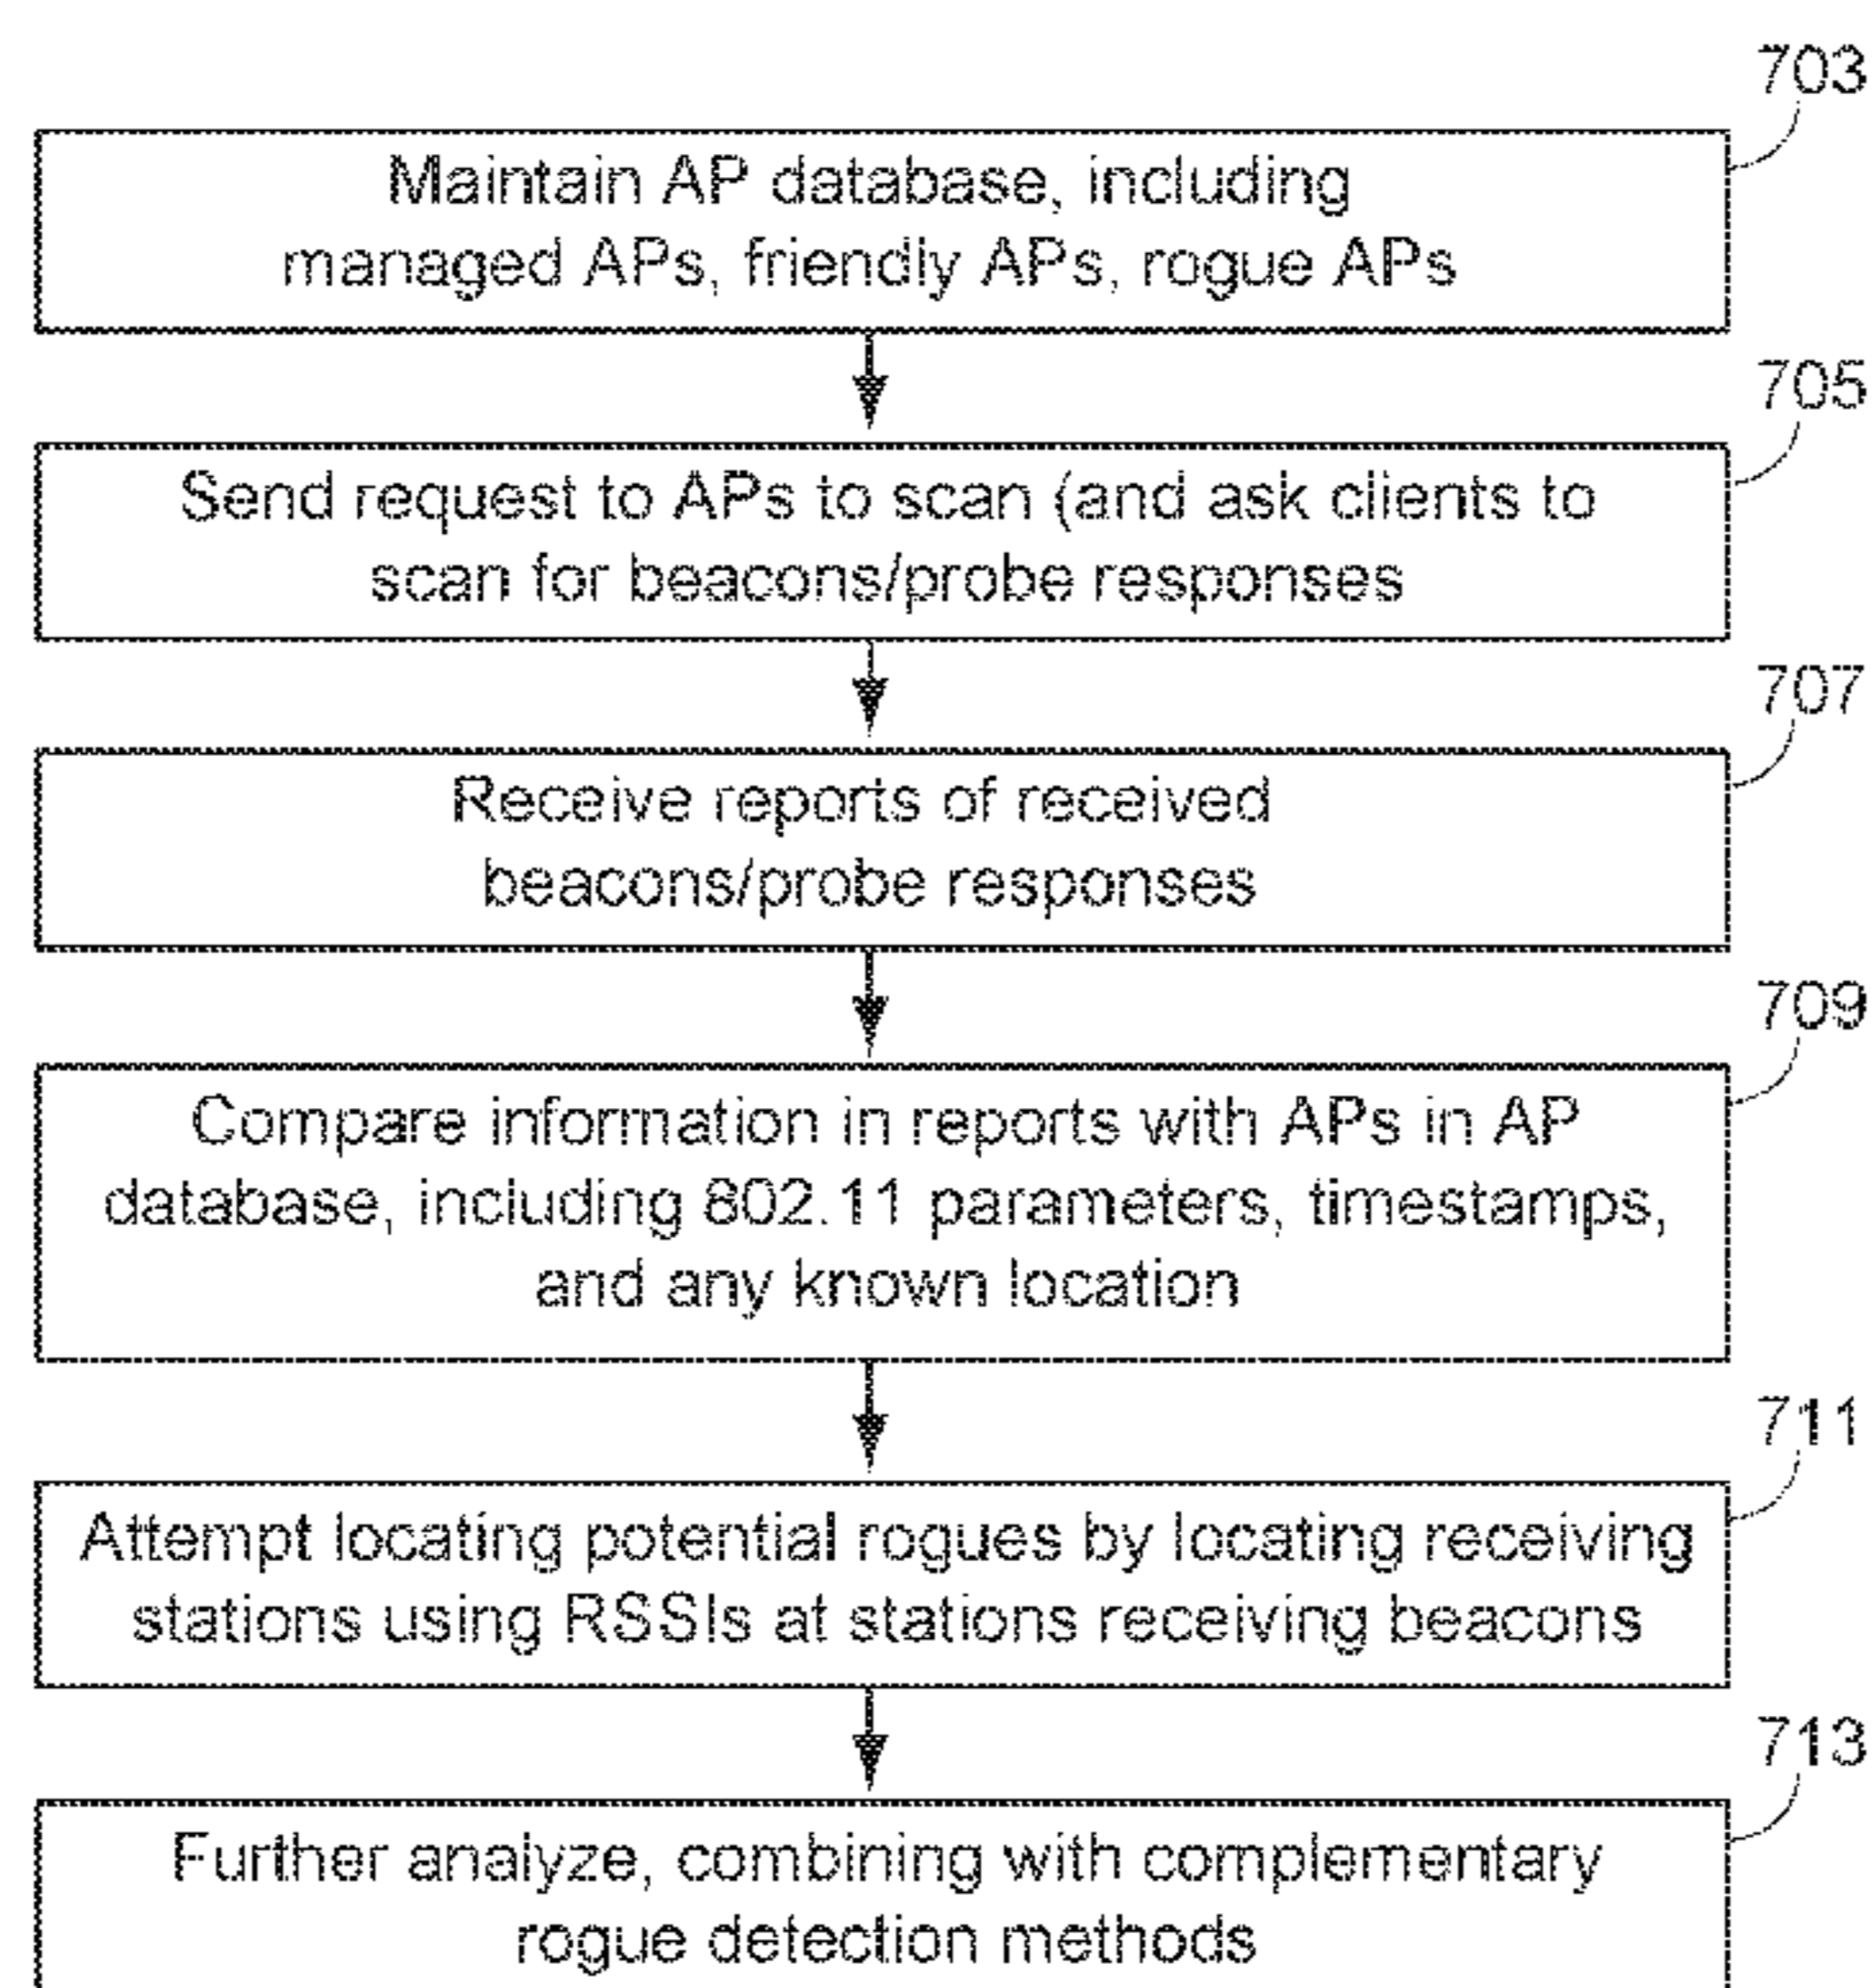 703
Maintain AP database, including
managed APs, friendly APs, rogue APs
705
Send request to APs to scan (and ask clients to
scan for beacons/probe responses
707
Receive reports of received
beacons/probe responses
709
Compare information in reports with APs in AP
database, including 802.11 parameters, timestamps,
and any known location
711
Attempt locating potential rogues by locating receiving
stations using RSSIs at stations receiving beacons
713
Further analyze, combining with complementary
rogue detection methods